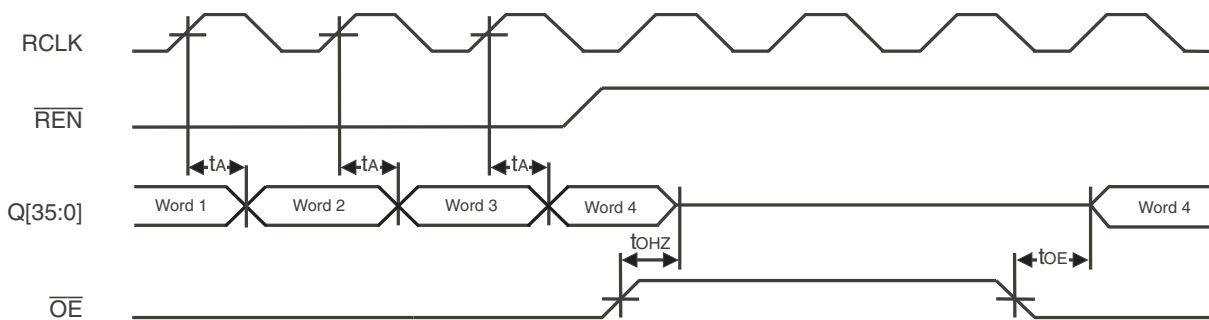 RCLK
REN
tA tA tA
Q[35:0] Word 1 Word 2 Word 3 Word 4 Word 4
tOHZ tOE
OE